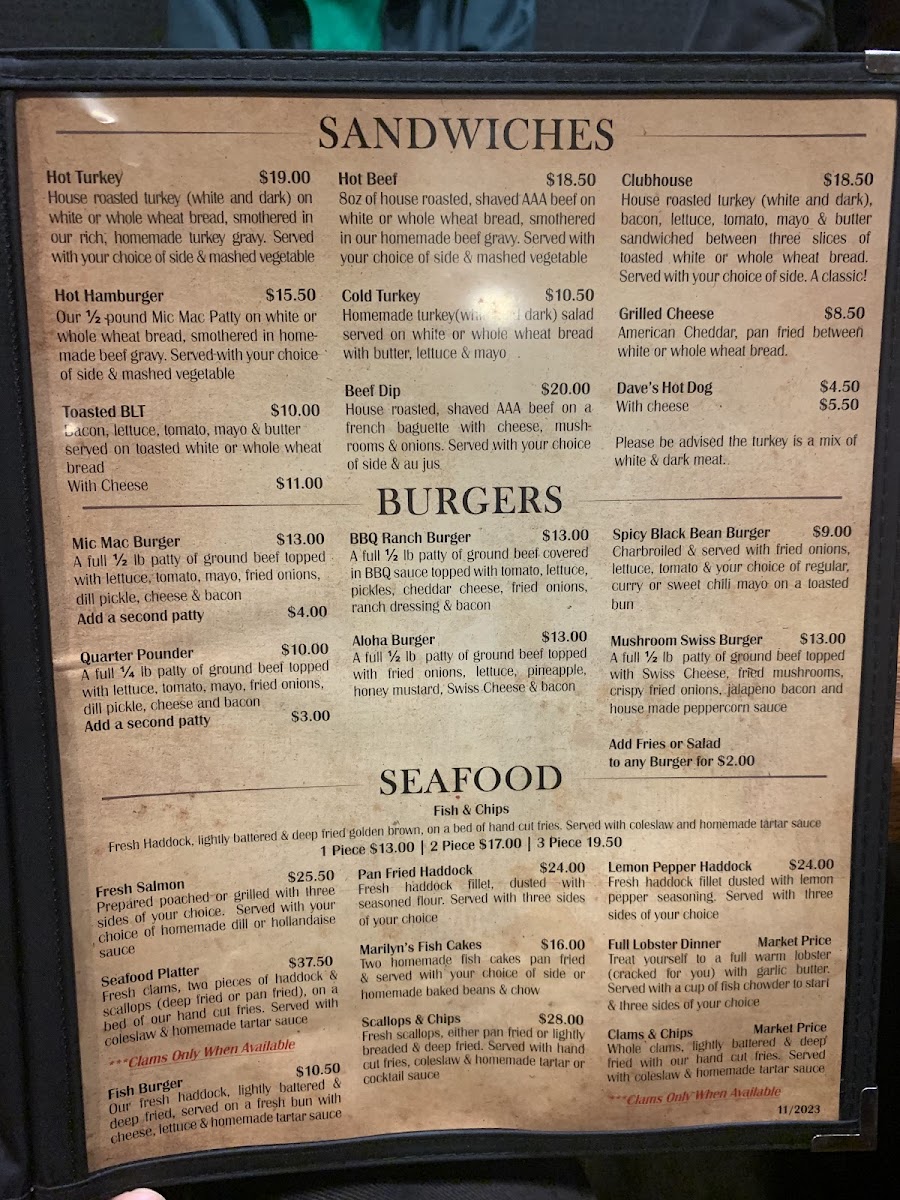 SANDWICHES
Hot Turkey $19.00
House roasted turkey (white and dark) on
white or whole wheat bread, smothered in
our rich, homemade turkey gravy. Served
with your choice of side & mashed vegetable
Hot Hamburger $15.50
Our ½ pound Mic Mac Patty on white or
whole wheat bread, smothered in home-
made beef gravy. Served with your choice
of side & mashed vegetable
Toasted BLT $10.00
Bacon, lettuce, tomato, mayo & butter
served on toasted white or whole wheat
bread
With Cheese $11.00
Hot Beef $18.50
8oz of house roasted, shaved AAA beef on
white or whole wheat bread, smothered
in our homemade beef gravy. Served with
your choice of side & mashed vegetable
Cold Turkey $10.50
Homemade turkey dark) salad
served on white or whole wheat bread
with butter, lettuce & mayo
Beef Dip $20.00
House roasted, shaved AAA beef on a
french baguette with cheese, mush-
rooms & onions. Served with your choice
of side & au jus
Clubhouse $18.50
House roasted turkey (white and dark),
bacon, lettuce, tomato, mayo & butter
sandwiched between three slices of
toasted white or whole wheat bread.
Served with your choice of side. A classic!
Grilled Cheese $8.50
American Cheddar, pan fried between
white or whole wheat bread.
Dave's Hot Dog $4.50
With cheese $5.50
Please be advised the turkey is a mix of
white & dark meat.
BURGERS
Mic Mac Burger $13.00
A full ½ lb patty of ground beef topped
with lettuce, tomato, mayo, fried onions,
dill pickle, cheese & bacon
Add a second patty $4.00
Quarter Pounder $10.00
A full ¼ lb patty of ground beef topped
with lettuce, tomato, mayo, fried onions,
dill pickle, cheese and bacon
Add a second patty $3.00
BBQ Ranch Burger $13.00
A full ½ lb patty of ground beef covered
in BBQ sauce topped with tomato, lettuce,
pickles, cheddar cheese, fried onions,
ranch dressing & bacon
Aloha Burger $13.00
A full ½ lb patty of ground beef topped
with fried onions, lettuce, pineapple,
honey mustard, Swiss Cheese & bacon
Spicy Black Bean Burger $9.00
Charbroiled & served with fried onions,
lettuce, tomato & your choice of regular,
curry or sweet chili mayo on a toasted
bun
Mushroom Swiss Burger $13.00
A full ½ lb patty of ground beef topped
with Swiss Cheese, fried mushrooms,
crispy fried onions, jalapeno bacon and
house made peppercorn sauce
Add Fries or Salad
to any Burger for $2.00
SEAFOOD
Fish & Chips
Fresh Haddock, lightly battered & deep fried golden brown, on a bed of hand cut fries. Served with coleslaw and homemade tartar sauce
1 Piece $13.00 | 2 Piece $17.00 | 3 Piece 19.50
Fresh Salmon $25.50
Prepared poached or grilled with three
sides of your choice. Served with your
choice of homemade dill or hollandaise
sauce
Seafood Platter $37.50
Fresh clams, two pieces of haddock &
scallops (deep fried or pan fried), on a
bed of our hand cut fries. Served with
coleslaw & homemade tartar sauce
***Clams Only When Available
Fish Burger $10.50
Our fresh haddock, lightly battered &
deep fried, served on a fresh bun with
cheese, lettuce & homemade tartar sauce
Pan Fried Haddock $24.00
Fresh haddock fillet, dusted with
seasoned flour. Served with three sides
of your choice
Marilyn's Fish Cakes $16.00
Two homemade fish cakes pan fried
& served with your choice of side or
homemade baked beans & chow
Scallops & Chips $28.00
Fresh scallops, either pan fried or lightly
breaded & deep fried. Served with hand
cut fries, coleslaw & homemade tartar or
cocktail sauce
Lemon Pepper Haddock $24.00
Fresh haddock fillet dusted with lemon
pepper seasoning. Served with three
sides of your choice
Full Lobster Dinner Market Price
Treat yourself to a full warm lobster
(cracked for you) with garlic butter.
Served with a cup of fish chowder to start
& three sides of your choice
Clams & Chips Market Price
Whole clams, lightly battered & deep
fried with our hand cut fries. Served
with coleslaw & homemade tartar sauce
***Clams Only When Available
11/2023